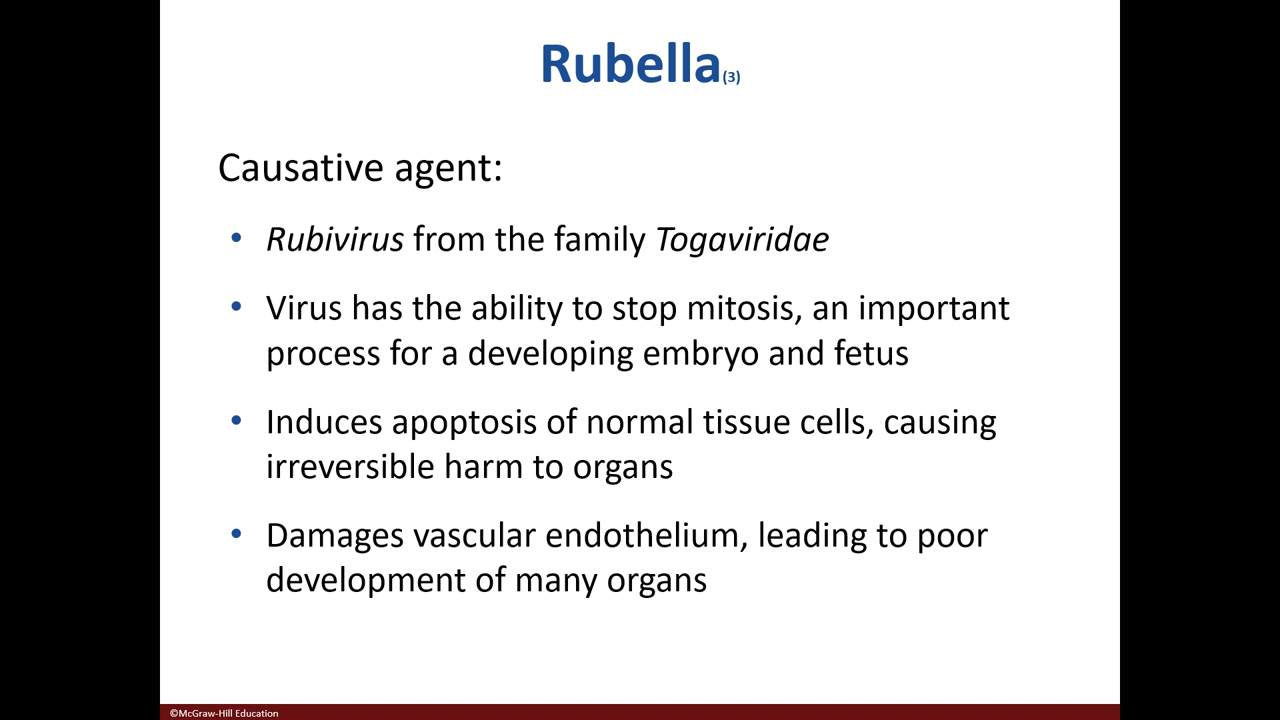 Rubella(3)
Causative agent:
• Rubivirus from the family Togaviridae
• Virus has the ability to stop mitosis, an important
process for a developing embryo and fetus
• Induces apoptosis of normal tissue cells, causing
irreversible harm to organs
• Damages vascular endothelium, leading to poor
development of many organs
©McGraw-Hill Education